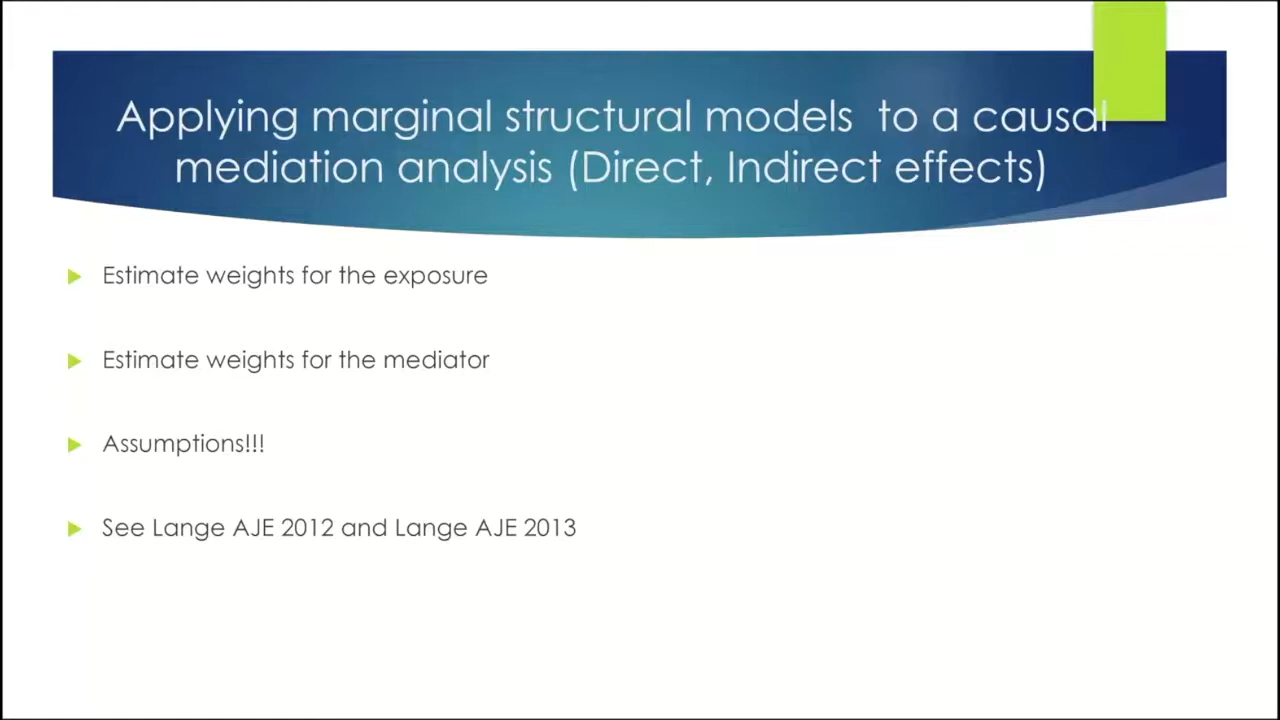 Applying marginal structural models  to a causal
mediation analysis (Direct, Indirect effects)
Estimate weights for the exposure
Estimate weights for the mediator
Assumptions!!!
See Lange AJE 2012 and Lange AJE 2013